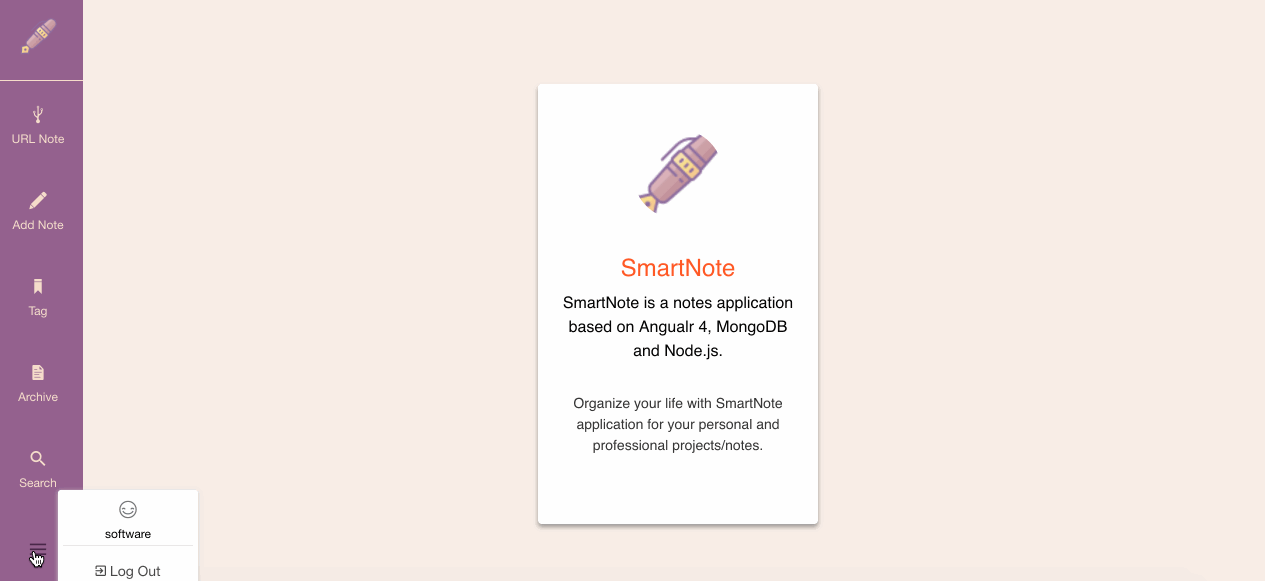 URL Note
Add Note
Tag
Archive
Search
software
Log Out
SmartNote
SmartNote is a notes application
based on Angualr 4, MongoDB
and Node.js.
Organize your life with SmartNote
application for your personal and
professional projects/notes.